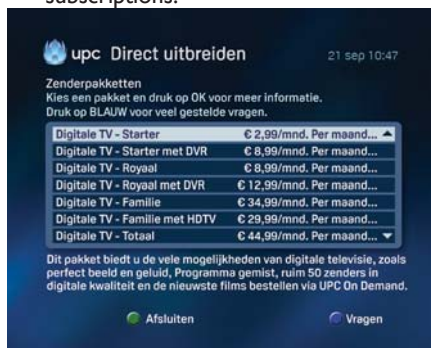 subscriptions.
upc Direct uitbreiden 21 sep 10:47
Zenderpakketten
Kies een pakket en druk op OK voor meer informatie.
Druk op BLAUW voor veel gestelde vragen.
Digitale TV - Starter € 2,99/mnd. Per maand...
Digitale TV - Starter met DVR € 8,99/mnd. Per maand...
Digitale TV - Royaal € 8,99/mnd. Per maand...
Digitale TV - Royaal met DVR € 12,99/mnd. Per maand...
Digitale TV - Familie € 34,99/mnd. Per maand...
Digitale TV - Familie met HDTV € 29,99/mnd. Per maand...
Digitale TV - Totaal € 44,99/mnd. Per maand...
Dit pakket biedt u de vele mogelijkheden van digitale televisie, zoals
perfect beeld en geluid, Programma gemist, ruim 50 zenders in
digitale kwaliteit en de nieuwste films bestellen via UPC On Demand.
Afsluiten Vragen